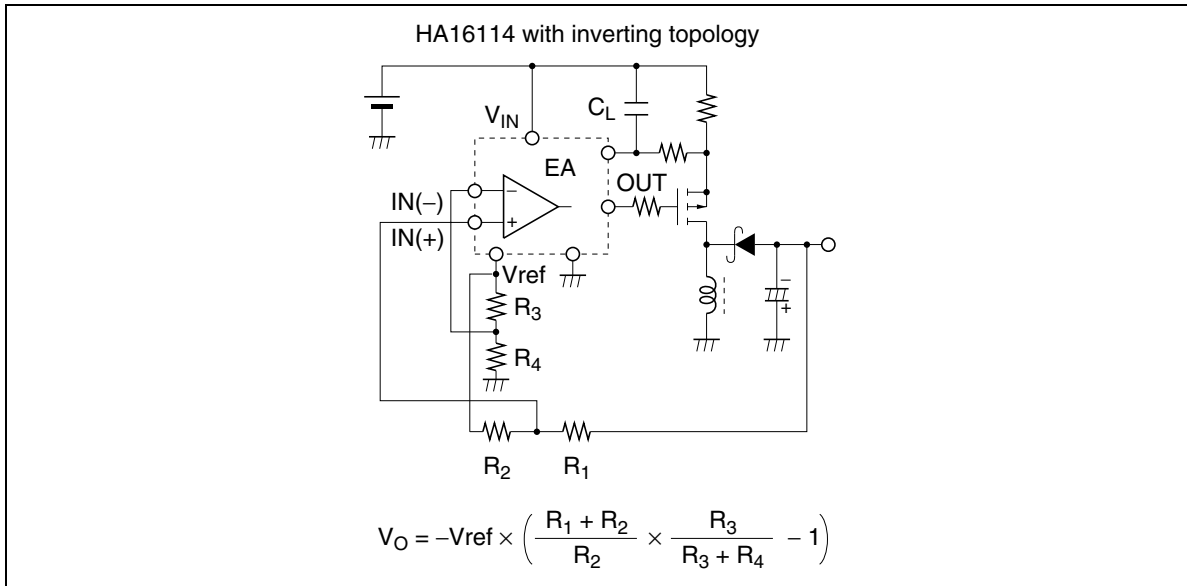 HA16114 with inverting topology
V_IN
C_L
EA
OUT
IN(−)
−
IN(+)
+
Vref
−
+
R_3
R_4
R_2
R_1
V_O = −Vref × ( (R_1 + R_2) / R_2 × R_3 / (R_3 + R_4) − 1 )